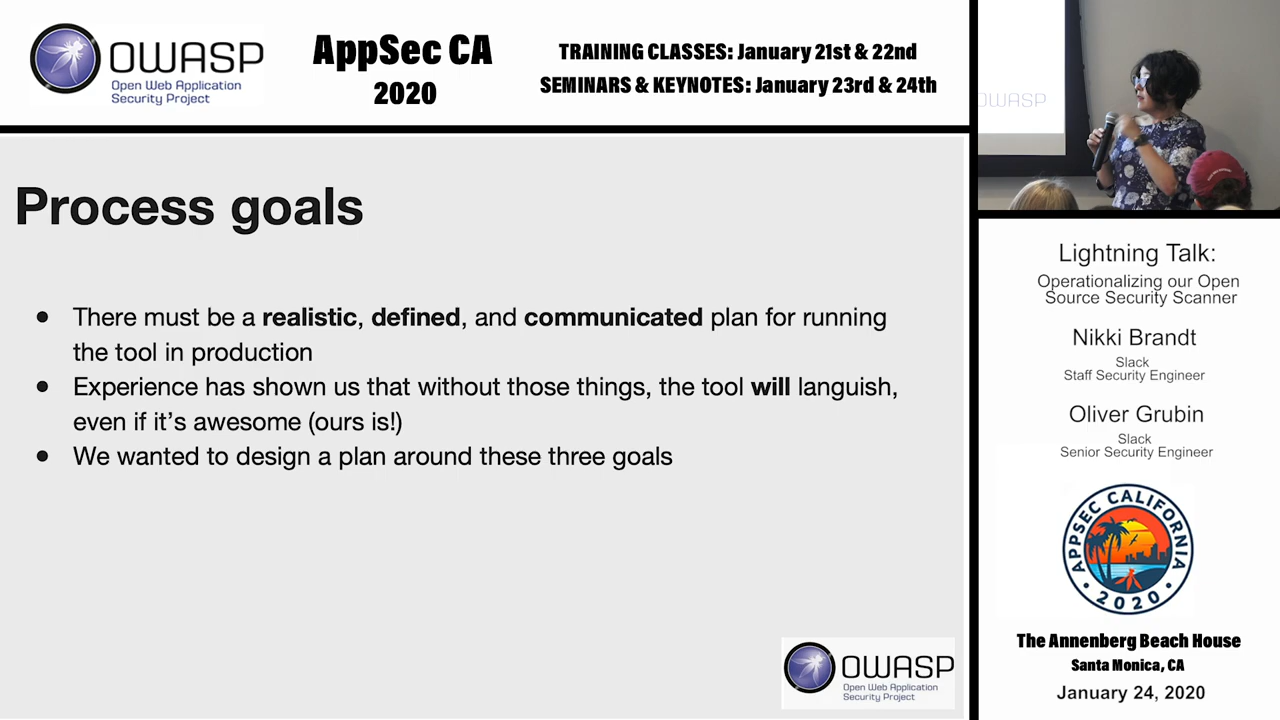 OWASP
Open Web Application
Security Project
AppSec CA
2020
TRAINING CLASSES: January 21st & 22nd
SEMINARS & KEYNOTES: January 23rd & 24th
OWASP
Process goals
● There must be a realistic, defined, and communicated plan for running
the tool in production
● Experience has shown us that without those things, the tool will languish,
even if it's awesome (ours is!)
● We wanted to design a plan around these three goals
OWASP
Open Web Application
Security Project
Lightning Talk:
Operationalizing our Open
Source Security Scanner
Nikki Brandt
Slack
Staff Security Engineer
Oliver Grubin
Slack
Senior Security Engineer
APPSEC CALIFORNIA
• 2020 •
The Annenberg Beach House
Santa Monica, CA
January 24, 2020